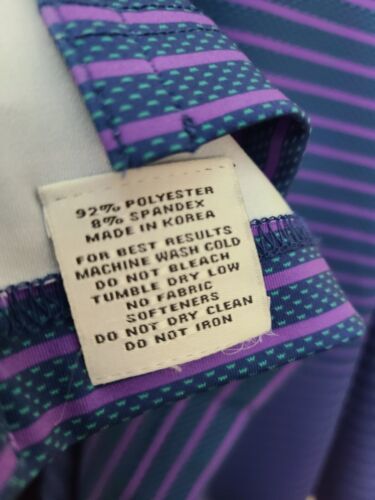 92% POLYESTER
8% SPANDEX
MADE IN KOREA
FOR BEST RESULTS
MACHINE WASH COLD
DO NOT BLEACH
TUMBLE DRY LOW
NO FABRIC
SOFTENERS
DO NOT DRY CLEAN
DO NOT IRON